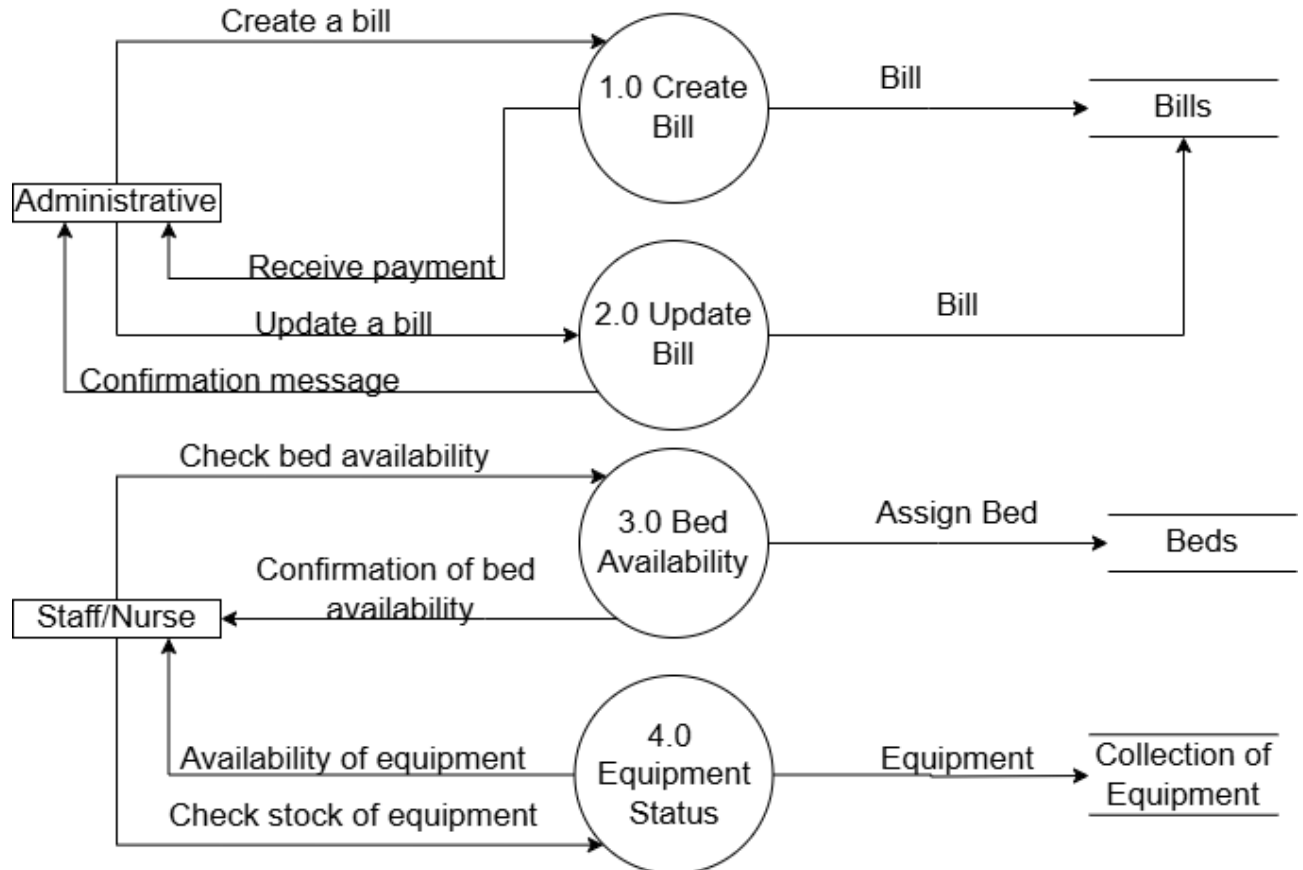 Create a bill
1.0 Create
Bill
Bill
Bills
Administrative
Receive payment
Update a bill
2.0 Update
Bill
Bill
Confirmation message
Check bed availability
3.0 Bed
Availability
Assign Bed
Beds
Confirmation of bed
availability
Staff/Nurse
Availability of equipment
4.0
Equipment
Status
Equipment
Collection of
Equipment
Check stock of equipment